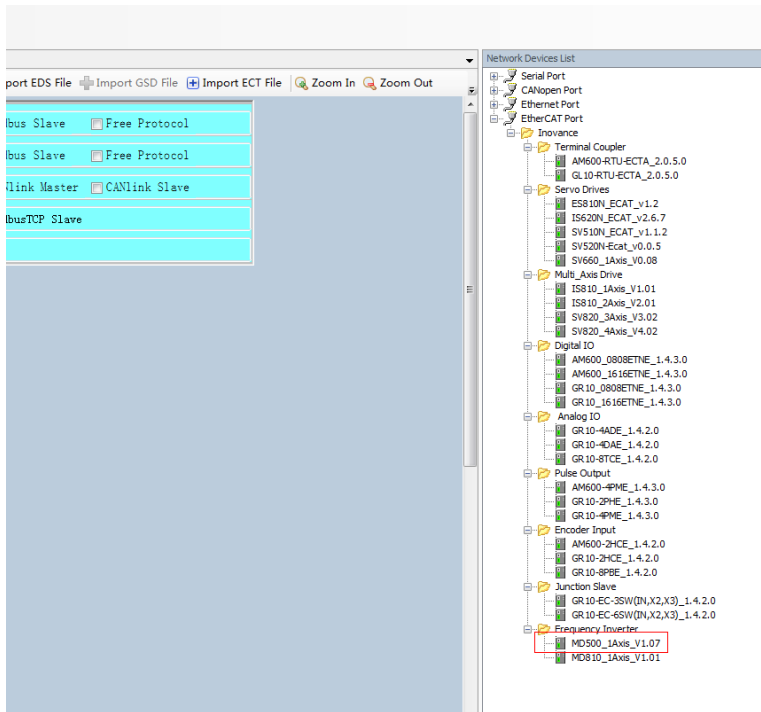 Network Devices List
port EDS File Import GSD File Import ECT File Zoom In Zoom Out
bus Slave Free Protocol
bus Slave Free Protocol
link Master CANlink Slave
busTCP Slave
Serial Port
CANopen Port
Ethernet Port
EtherCAT Port
Inovance
Terminal Coupler
AM600-RTU-ECTA_2.0.5.0
GL10-RTU-ECTA_2.0.5.0
Servo Drives
ES810N_ECAT_v1.2
IS620N_ECAT_v2.6.7
SV510N_ECAT_v1.1.2
SV520N-Ecat_v0.0.5
SV660_1Axis_V0.08
Multi_Axis Drive
IS810_1Axis_V1.01
IS810_2Axis_V2.01
SV820_3Axis_V3.02
SV820_4Axis_V4.02
Digital IO
AM600_0808ETNE_1.4.3.0
AM600_1616ETNE_1.4.3.0
GR10_0808ETNE_1.4.3.0
GR10_1616ETNE_1.4.3.0
Analog IO
GR10-4ADE_1.4.2.0
GR10-4DAE_1.4.2.0
GR10-8TCE_1.4.2.0
Pulse Output
AM600-4PME_1.4.3.0
GR10-2PHE_1.4.3.0
GR10-4PME_1.4.3.0
Encoder Input
AM600-2HCE_1.4.2.0
GR10-2HCE_1.4.2.0
GR10-8PBE_1.4.2.0
Junction Slave
GR10-EC-3SW(IN,X2,X3)_1.4.2.0
GR10-EC-6SW(IN,X2,X3)_1.4.2.0
Frequency Inverter
MD500_1Axis_V1.07
MD810_1Axis_V1.01